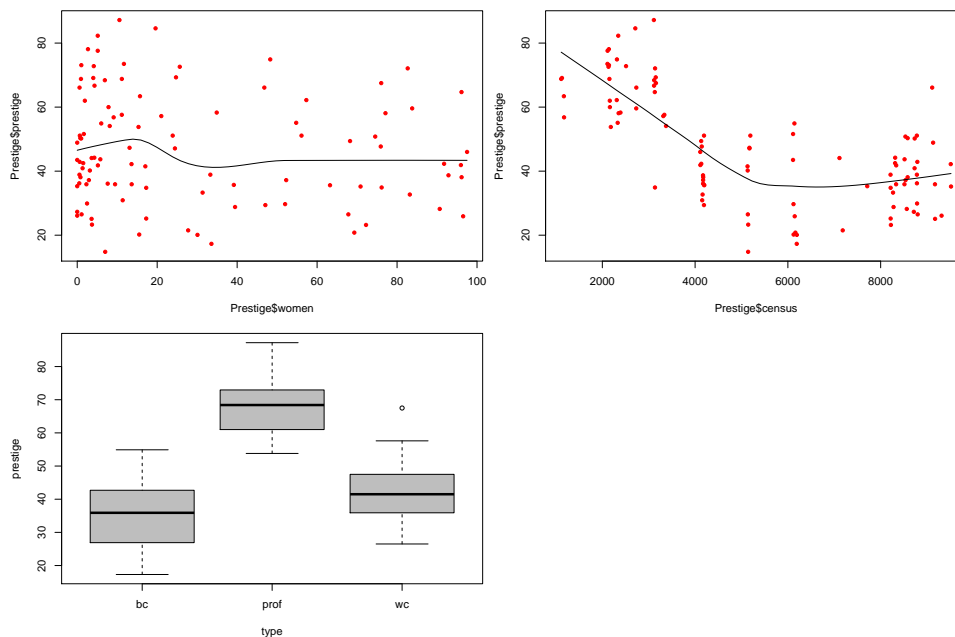 80
60
40
20
Prestige$prestige
0 20 40 60 80 100
Prestige$women
80
60
40
20
Prestige$prestige
2000 4000 6000 8000
Prestige$census
80
70
60
50
40
30
20
prestige
bc prof wc
type